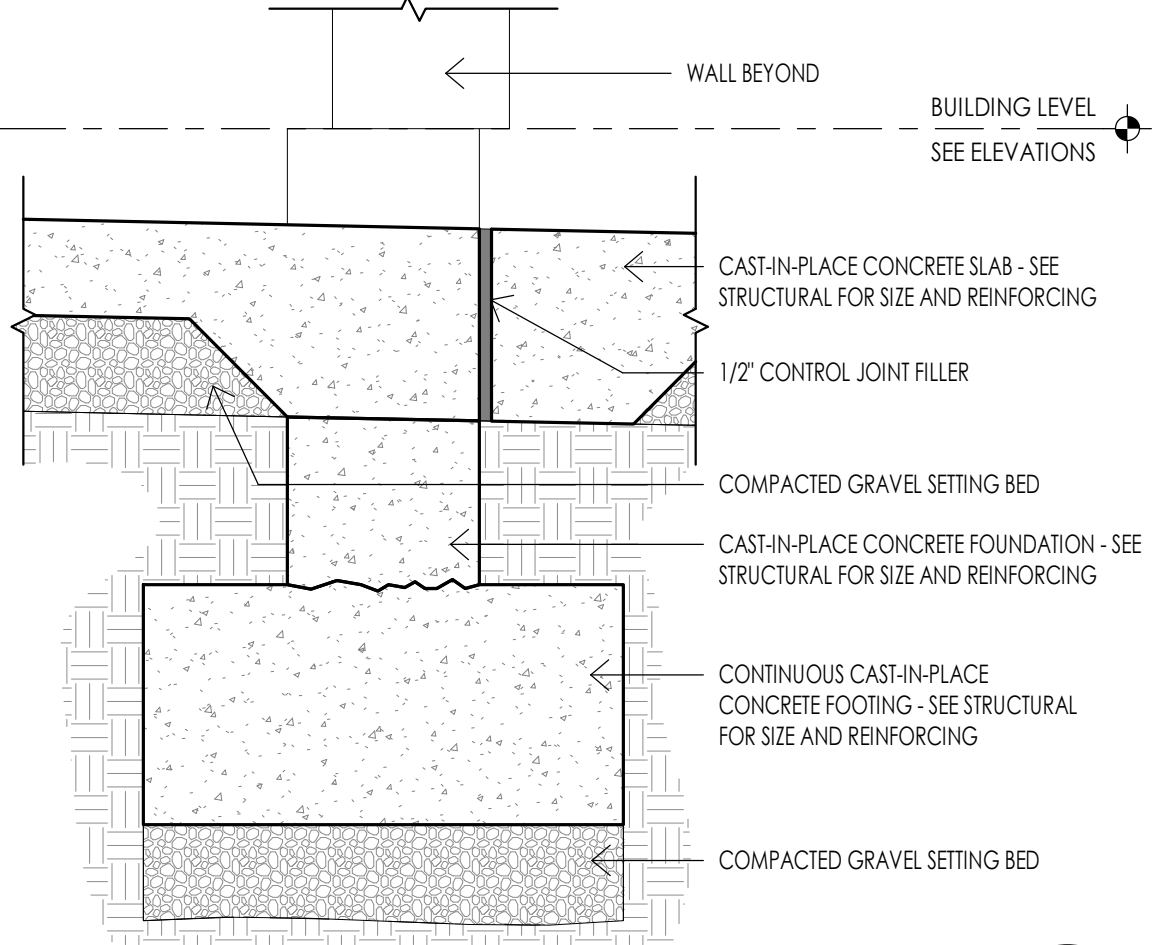 WALL BEYOND
BUILDING LEVEL
SEE ELEVATIONS
CAST-IN-PLACE CONCRETE SLAB - SEE
STRUCTURAL FOR SIZE AND REINFORCING
1/2" CONTROL JOINT FILLER
COMPACTED GRAVEL SETTING BED
CAST-IN-PLACE CONCRETE FOUNDATION - SEE
STRUCTURAL FOR SIZE AND REINFORCING
CONTINUOUS CAST-IN-PLACE
CONCRETE FOOTING - SEE STRUCTURAL
FOR SIZE AND REINFORCING
COMPACTED GRAVEL SETTING BED